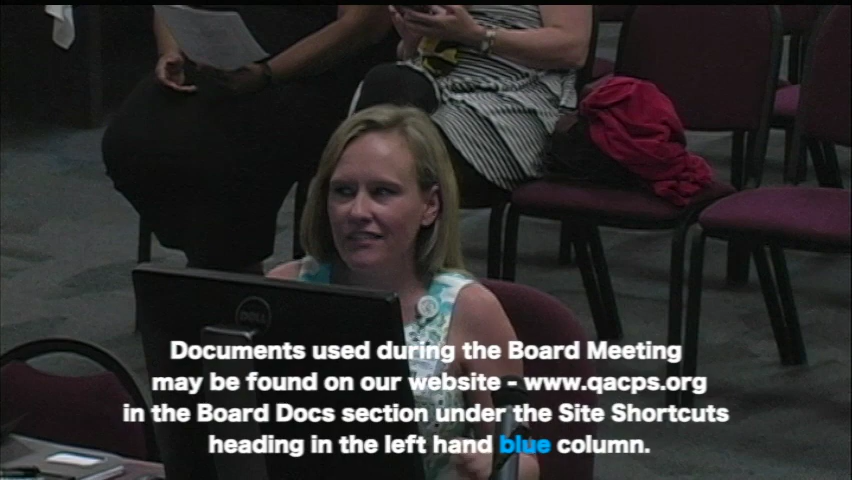 DELL
Documents used during the Board Meeting
may be found on our website - www.qacps.org
in the Board Docs section under the Site Shortcuts
heading in the left hand blue column.